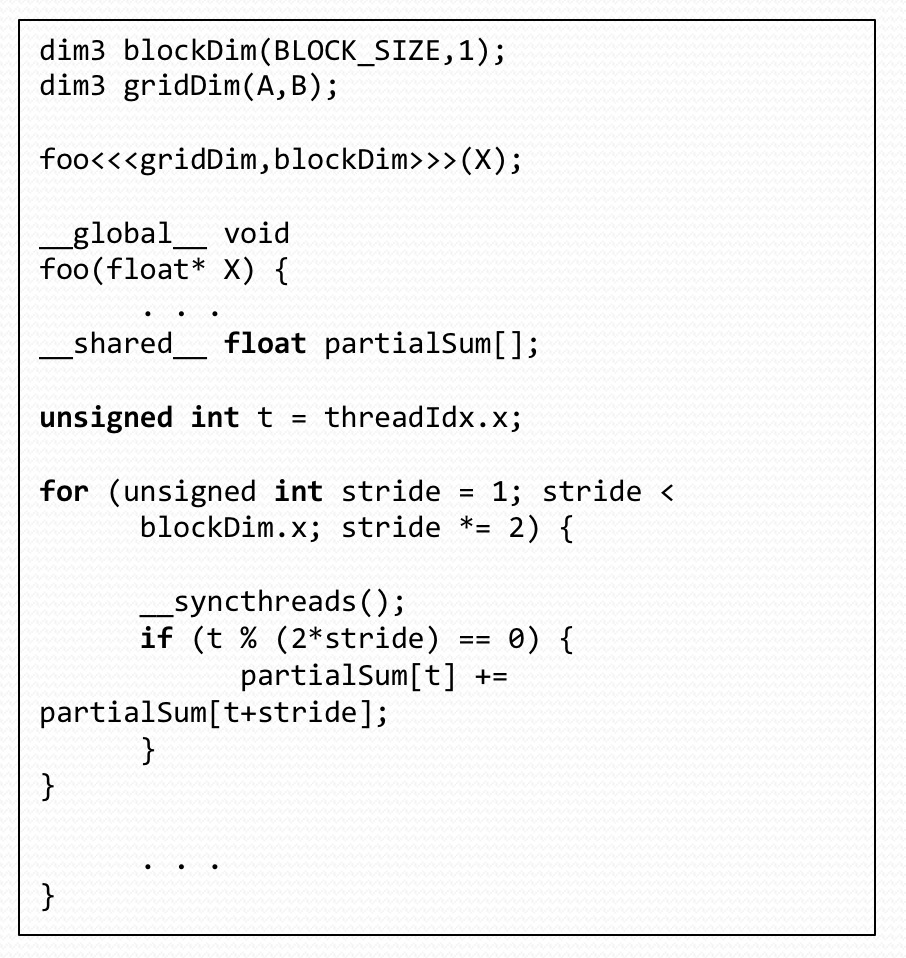 dim3 blockDim(BLOCK_SIZE,1);
dim3 gridDim(A,B);
foo<<<gridDim,blockDim>>>(X);
__global__ void
foo(float* X) {
. . .
__shared__ float partialSum[];
unsigned int t = threadIdx.x;
for (unsigned int stride = 1; stride <
blockDim.x; stride *= 2) {
__syncthreads();
if (t % (2*stride) == 0) {
partialSum[t] +=
partialSum[t+stride];
}
}
. . .
}